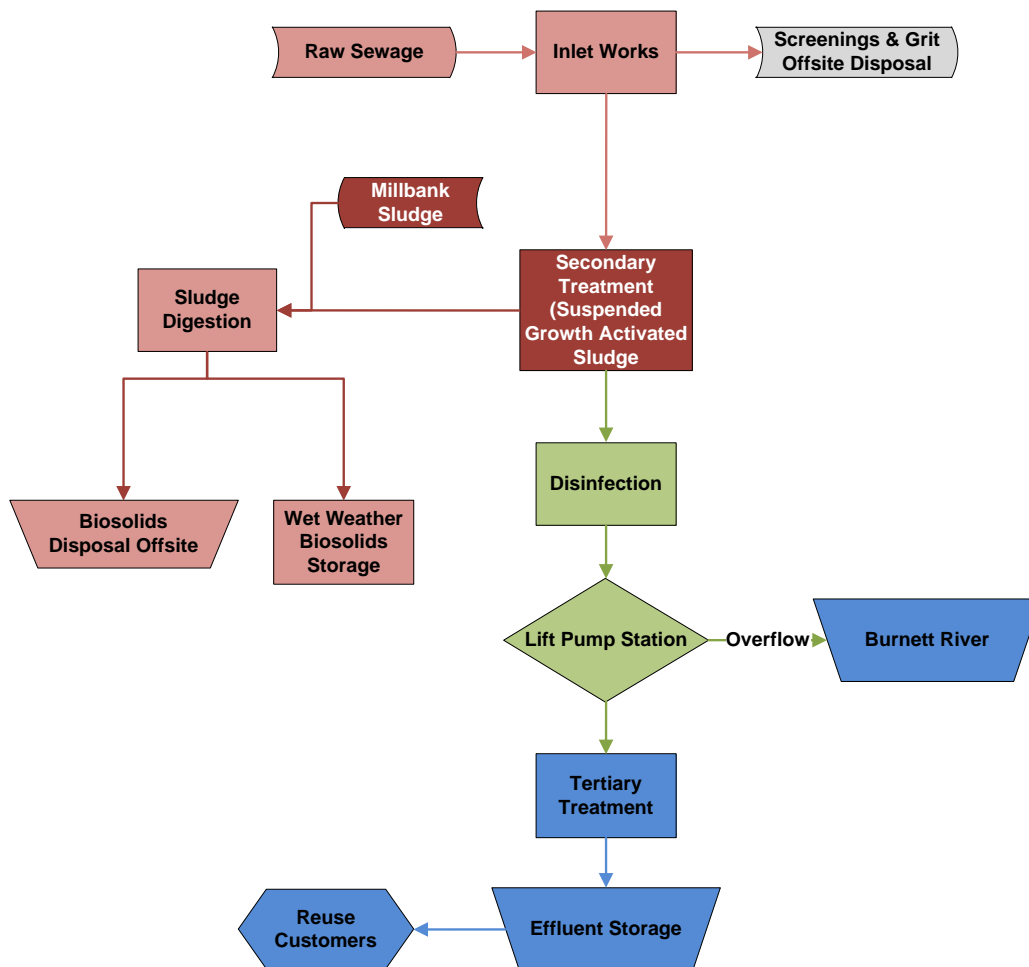 Raw Sewage
Inlet Works
Screenings & Grit
Offsite Disposal
Millbank
Sludge
Secondary
Treatment
(Suspended
Growth Activated
Sludge
Sludge
Digestion
Disinfection
Biosolids
Disposal Offsite
Wet Weather
Biosolids
Storage
Lift Pump Station
Overflow
Burnett River
Tertiary
Treatment
Reuse
Customers
Effluent Storage